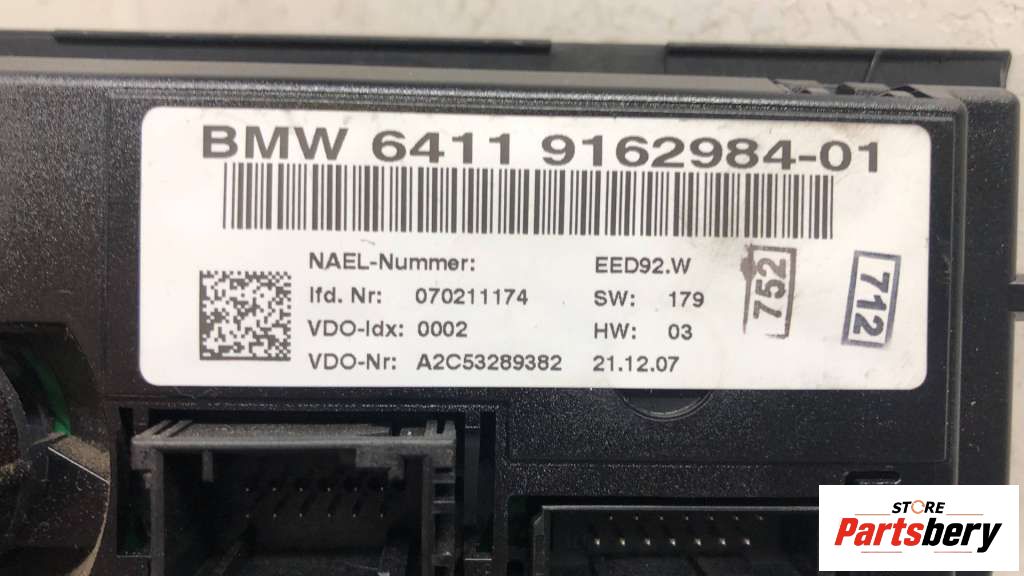 BMW 6411 9162984-01
NAEL-Nummer: EED92.W
lfd. Nr: 070211174 SW: 179
VDO-Idx: 0002 HW: 03
VDO-Nr: A2C53289382 21.12.07
752
712
STORE
Partsbery